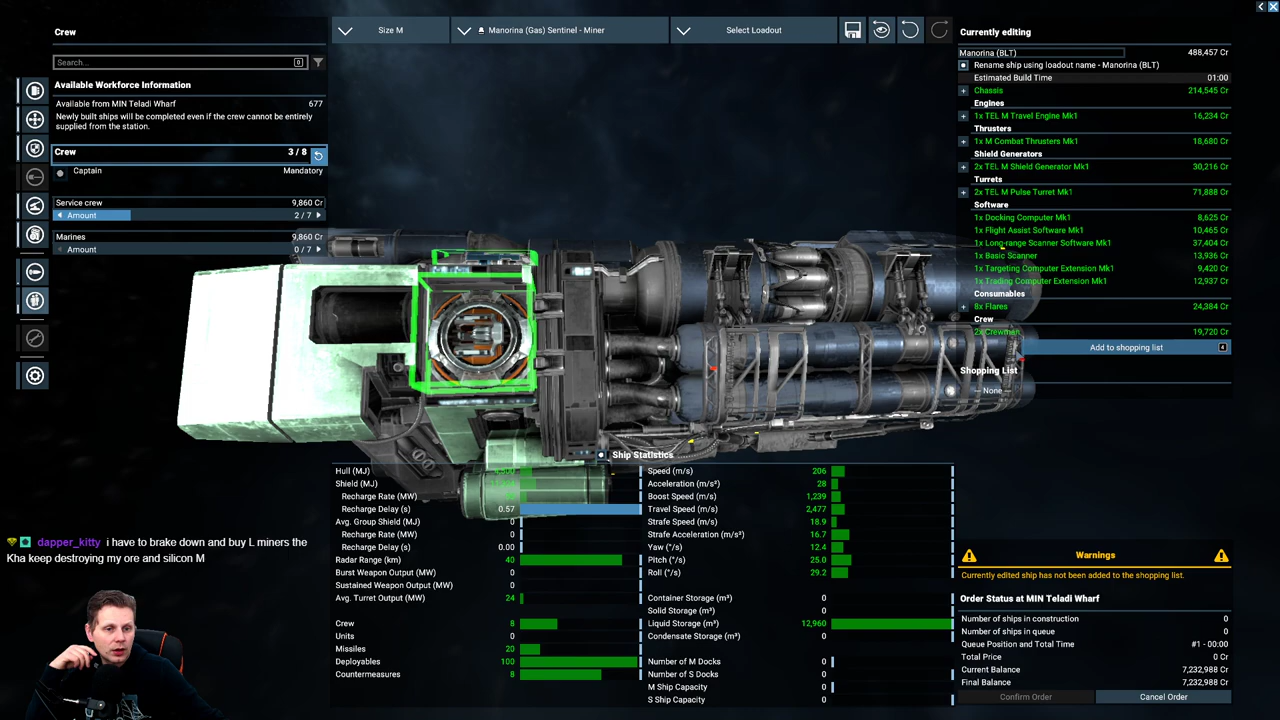 Crew
Search...
0
Available Workforce Information
Available from MIN Teladi Wharf 677
Newly built ships will be completed even if the crew cannot be entirely
supplied from the station.
Crew 3 / 8
Captain Mandatory
Service crew 9,860 Cr
Amount 2 / 7
Marines 9,860 Cr
Amount 0 / 7
Size M
Manorina (Gas) Sentinel - Miner
Select Loadout
Currently editing
Manorina (BLT) 488,457 Cr
Rename ship using loadout name - Manorina (BLT)
Estimated Build Time 01:00
Chassis 214,545 Cr
Engines
1x TEL M Travel Engine Mk1 16,234 Cr
Thrusters
1x M Combat Thrusters Mk1 18,680 Cr
Shield Generators
2x TEL M Shield Generator Mk1 30,216 Cr
Turrets
2x TEL M Pulse Turret Mk1 71,888 Cr
Software
1x Docking Computer Mk1 8,625 Cr
1x Flight Assist Software Mk1 10,465 Cr
1x Long-range Scanner Software Mk1 37,404 Cr
1x Basic Scanner 13,936 Cr
1x Targeting Computer Extension Mk1 9,420 Cr
1x Trading Computer Extension Mk1 12,937 Cr
Consumables
8x Flares 24,384 Cr
Crew
2x Crewman 19,720 Cr
Add to shopping list
Shopping List
-- None --
Ship Statistics
Hull (MJ)
Shield (MJ)
Recharge Rate (MW)
Recharge Delay (s) 0.57
Avg. Group Shield (MJ) 0
Recharge Rate (MW) 0
Recharge Delay (s) 0.00
Radar Range (km) 40
Burst Weapon Output (MW) 0
Sustained Weapon Output (MW) 0
Avg. Turret Output (MW) 24
Crew 8
Units 0
Missiles 20
Deployables 100
Countermeasures 8
Speed (m/s) 206
Acceleration (m/s²) 28
Boost Speed (m/s) 1,239
Travel Speed (m/s) 2,477
Strafe Speed (m/s) 18.9
Strafe Acceleration (m/s²) 16.7
Yaw (°/s) 12.4
Pitch (°/s) 25.0
Roll (°/s) 29.2
Container Storage (m³) 0
Solid Storage (m³) 0
Liquid Storage (m³) 12,960
Condensate Storage (m³) 0
Number of M Docks 0
Number of S Docks 0
M Ship Capacity 0
S Ship Capacity 0
dapper_kitty i have to brake down and buy L miners the
Kha keep destroying my ore and silicon M
Warnings
Currently edited ship has not been added to the shopping list.
Order Status at MIN Teladi Wharf
Number of ships in construction 0
Number of ships in queue 0
Queue Position and Total Time #1 - 00:00
Total Price 0 Cr
Current Balance 7,232,988 Cr
Final Balance 7,232,988 Cr
Confirm Order
Cancel Order